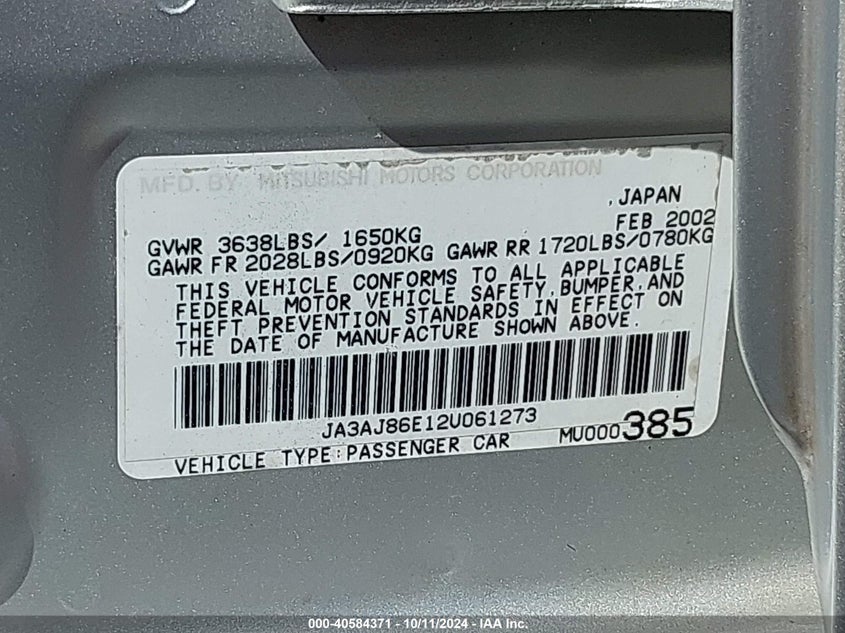 MFD. BY MITSUBISHI MOTORS CORPORATION
, JAPAN
FEB 2002
GVWR 3638LBS/ 1650KG
GAWR FR 2028LBS/0920KG GAWR RR 1720LBS/0780KG
THIS VEHICLE CONFORMS TO ALL APPLICABLE
FEDERAL MOTOR VEHICLE SAFETY, BUMPER, AND
THEFT PREVENTION STANDARDS IN EFFECT ON
THE DATE OF MANUFACTURE SHOWN ABOVE.
JA3AJ86E12U061273
VEHICLE TYPE:PASSENGER CAR MU000385
000-40584371 - 10/11/2024 - IAA Inc.